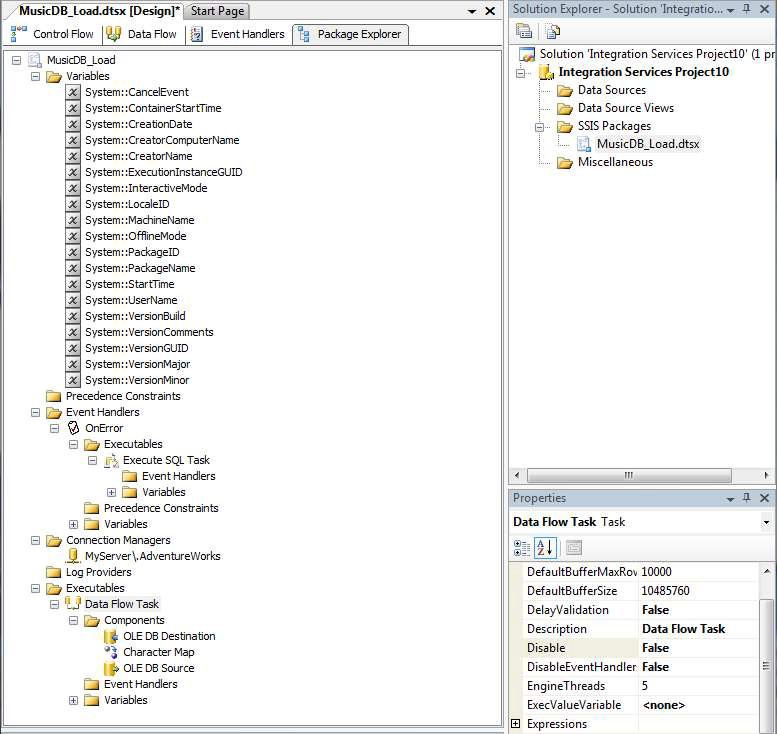 MusicDB_Load.dtsx [Design]* Start Page
Control Flow Data Flow Event Handlers Package Explorer
MusicDB_Load
Variables
System::CancelEvent
System::ContainerStartTime
System::CreationDate
System::CreatorComputerName
System::CreatorName
System::ExecutionInstanceGUID
System::InteractiveMode
System::LocaleID
System::MachineName
System::OfflineMode
System::PackageID
System::PackageName
System::StartTime
System::UserName
System::VersionBuild
System::VersionComments
System::VersionGUID
System::VersionMajor
System::VersionMinor
Precedence Constraints
Event Handlers
OnError
Executables
Execute SQL Task
Event Handlers
Variables
Precedence Constraints
Variables
Connection Managers
MyServer\.AdventureWorks
Log Providers
Executables
Data Flow Task
Components
OLE DB Destination
Character Map
OLE DB Source
Event Handlers
Variables
Solution Explorer - Solution 'Integratio...
Solution 'Integration Services Project10' (1 pr
Integration Services Project10
Data Sources
Data Source Views
SSIS Packages
MusicDB_Load.dtsx
Miscellaneous
Properties
Data Flow Task Task
DefaultBufferMaxRov 10000
DefaultBufferSize 10485760
DelayValidation False
Description Data Flow Task
Disable False
DisableEventHandler False
EngineThreads 5
ExecValueVariable <none>
Expressions